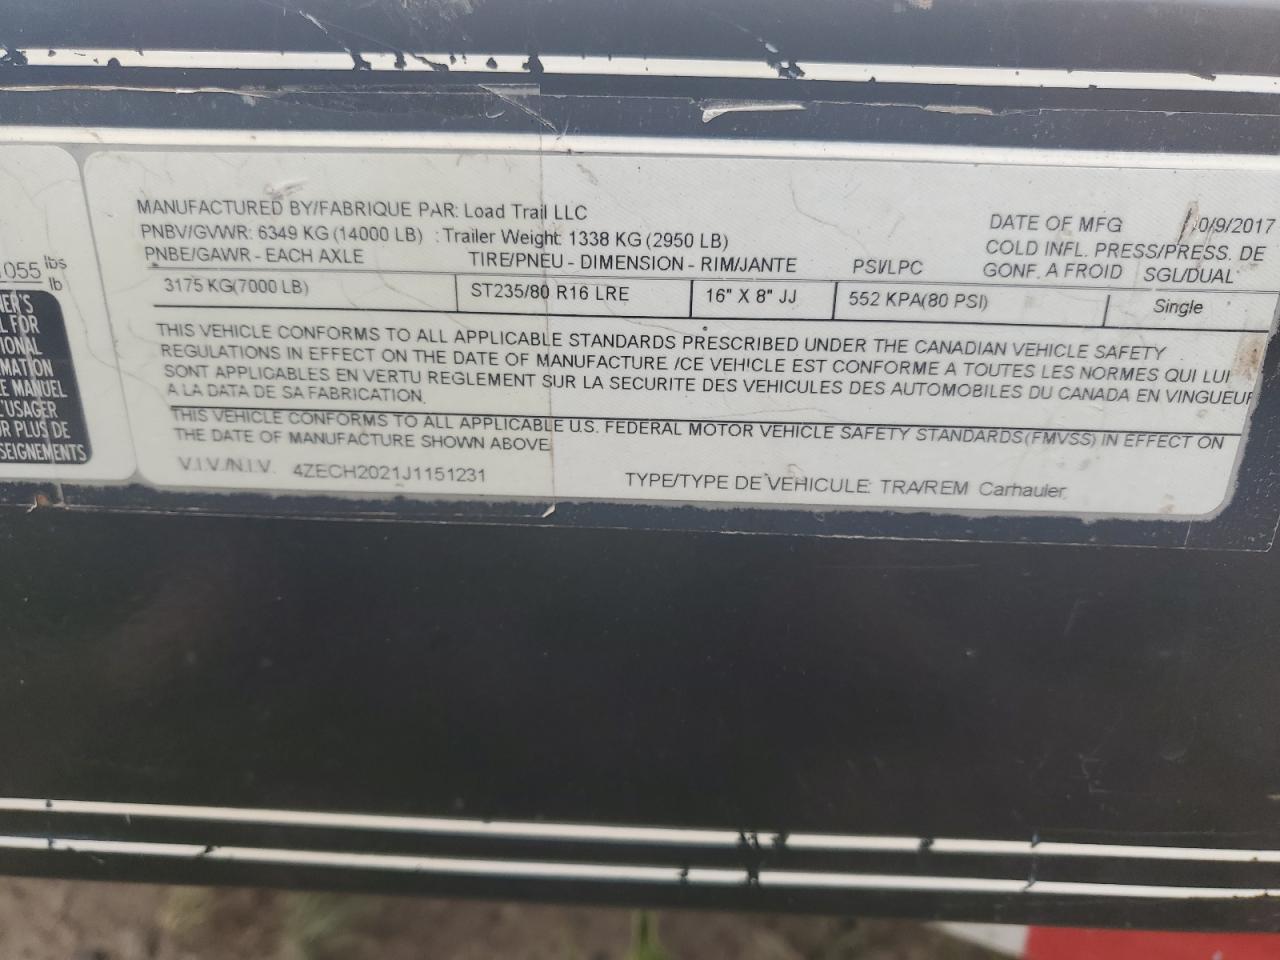 MANUFACTURED BY/FABRIQUE PAR: Load Trail LLC
DATE OF MFG 0/9/2017
PNBV/GVWR: 6349 KG (14000 LB) : Trailer Weight: 1338 KG (2950 LB)
COLD INFL. PRESS/PRESS. DE
PNBE/GAWR - EACH AXLE TIRE/PNEU - DIMENSION - RIM/JANTE PSI/LPC GONF. A FROID SGL/DUAL
3175 KG(7000 LB) ST235/80 R16 LRE 16" X 8" JJ 552 KPA(80 PSI) Single
THIS VEHICLE CONFORMS TO ALL APPLICABLE STANDARDS PRESCRIBED UNDER THE CANADIAN VEHICLE SAFETY
REGULATIONS IN EFFECT ON THE DATE OF MANUFACTURE /CE VEHICLE EST CONFORME A TOUTES LES NORMES QUI LUI
SONT APPLICABLES EN VERTU REGLEMENT SUR LA SECURITE DES VEHICULES DES AUTOMOBILES DU CANADA EN VINGUEUR
A LA DATA DE SA FABRICATION.
THIS VEHICLE CONFORMS TO ALL APPLICABLE U.S. FEDERAL MOTOR VEHICLE SAFETY STANDARDS (FMVSS) IN EFFECT ON
THE DATE OF MANUFACTURE SHOWN ABOVE
V.I.V./N.I.V. 4ZECH2021J1151231 TYPE/TYPE DE VEHICULE: TRA/REM Carhauler
055 lbs
lb
NER'S
L FOR
IONAL
RMATION
LE MANUEL
L'USAGER
R PLUS DE
SEIGNEMENTS